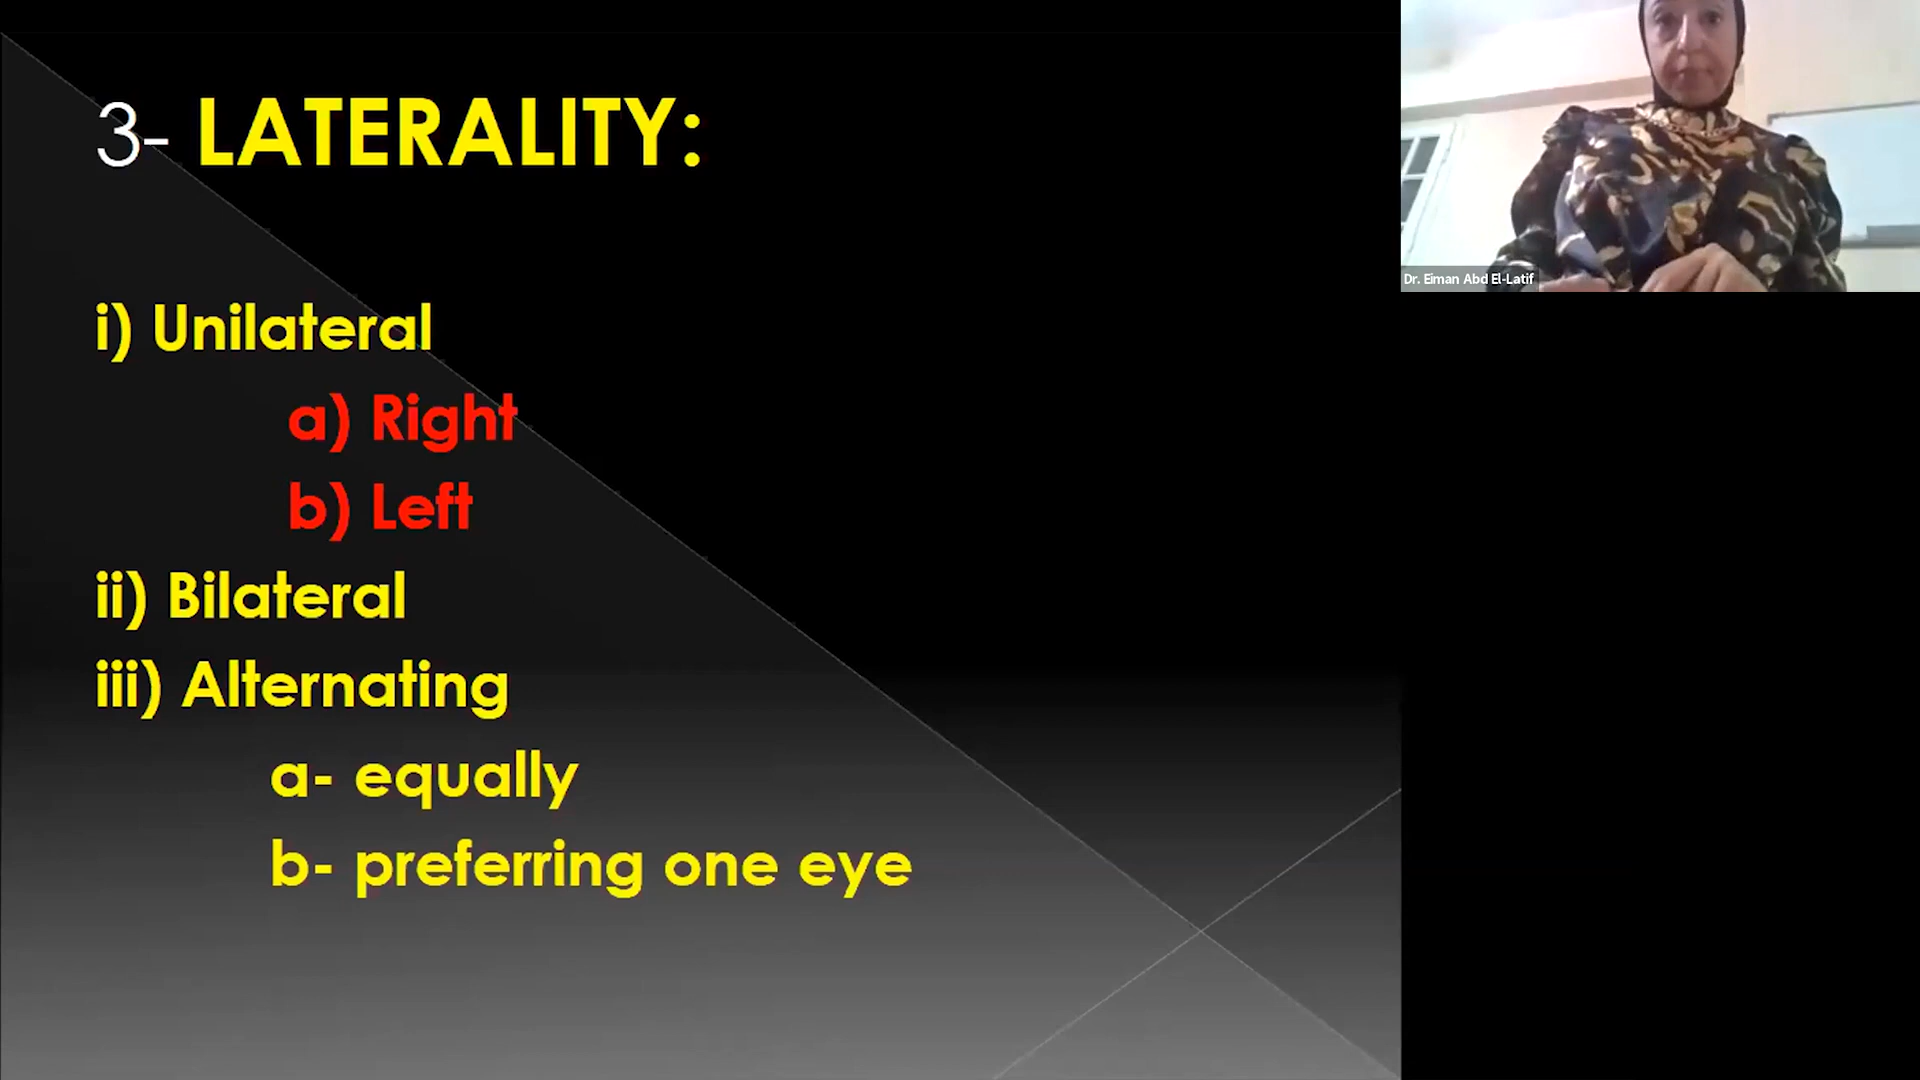 3- LATERALITY:
i) Unilateral
a) Right
b) Left
ii) Bilateral
iii) Alternating
a- equally
b- preferring one eye
Dr. Eiman Abd El-Latif